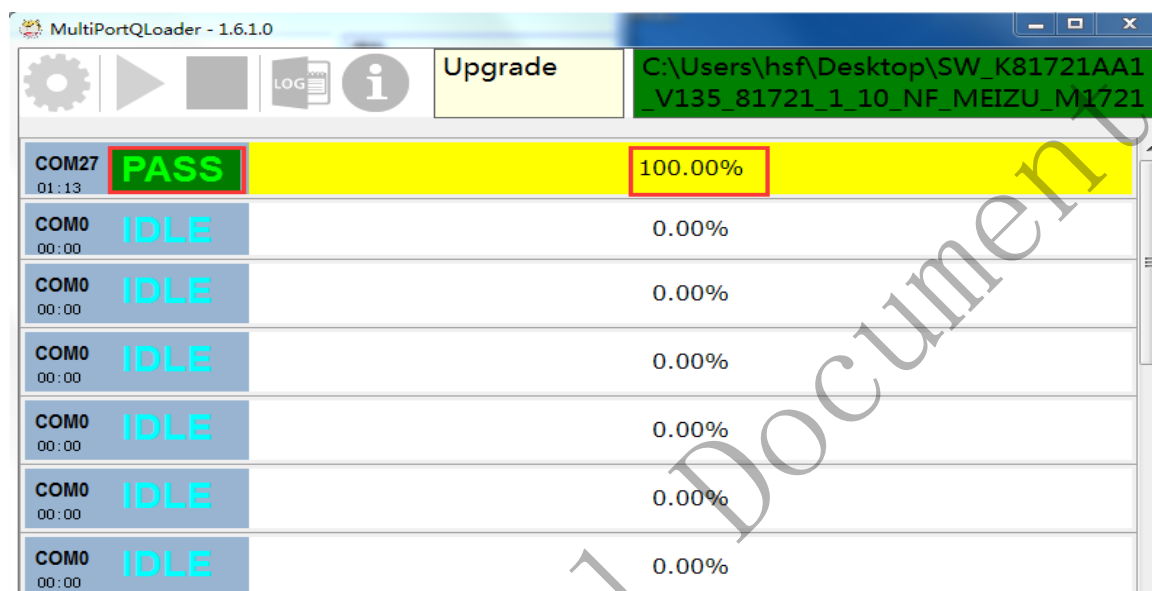 MultiPortQLoader - 1.6.1.0
LOG
Upgrade
C:\Users\hsf\Desktop\SW_K81721AA1
_V135_81721_1_10_NF_MEIZU_M1721
COM27 PASS 100.00%
01:13
COM0 IDLE 0.00%
00:00
COM0 IDLE 0.00%
00:00
COM0 IDLE 0.00%
00:00
COM0 IDLE 0.00%
00:00
COM0 IDLE 0.00%
00:00
COM0 IDLE 0.00%
00:00
Document